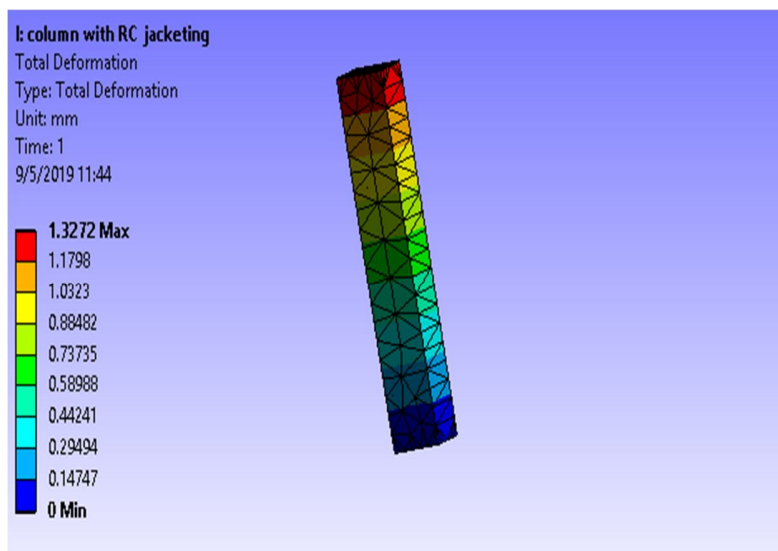 I: column with RC jacketing
Total Deformation
Type: Total Deformation
Unit: mm
Time: 1
9/5/2019 11:44
1.3272 Max
1.1798
1.0323
0.88482
0.73735
0.58988
0.44241
0.29494
0.14747
0 Min